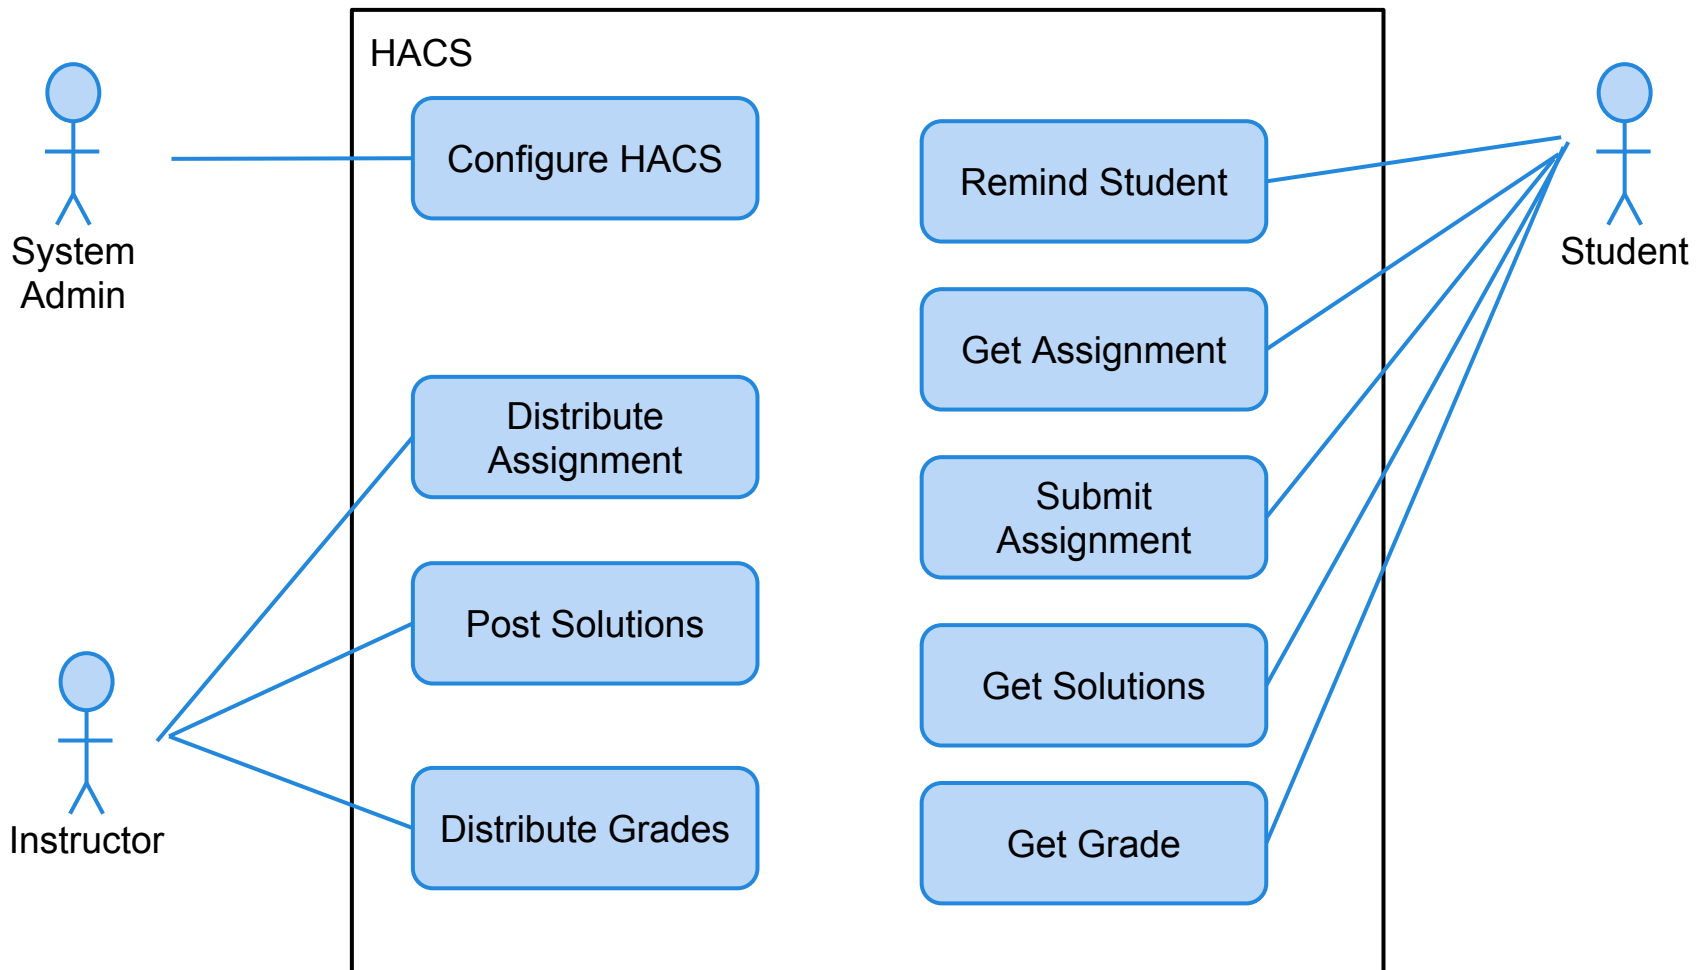 HACS
System
Admin
Configure HACS
Remind Student
Student
Get Assignment
Distribute
Assignment
Submit
Assignment
Post Solutions
Get Solutions
Instructor
Distribute Grades
Get Grade